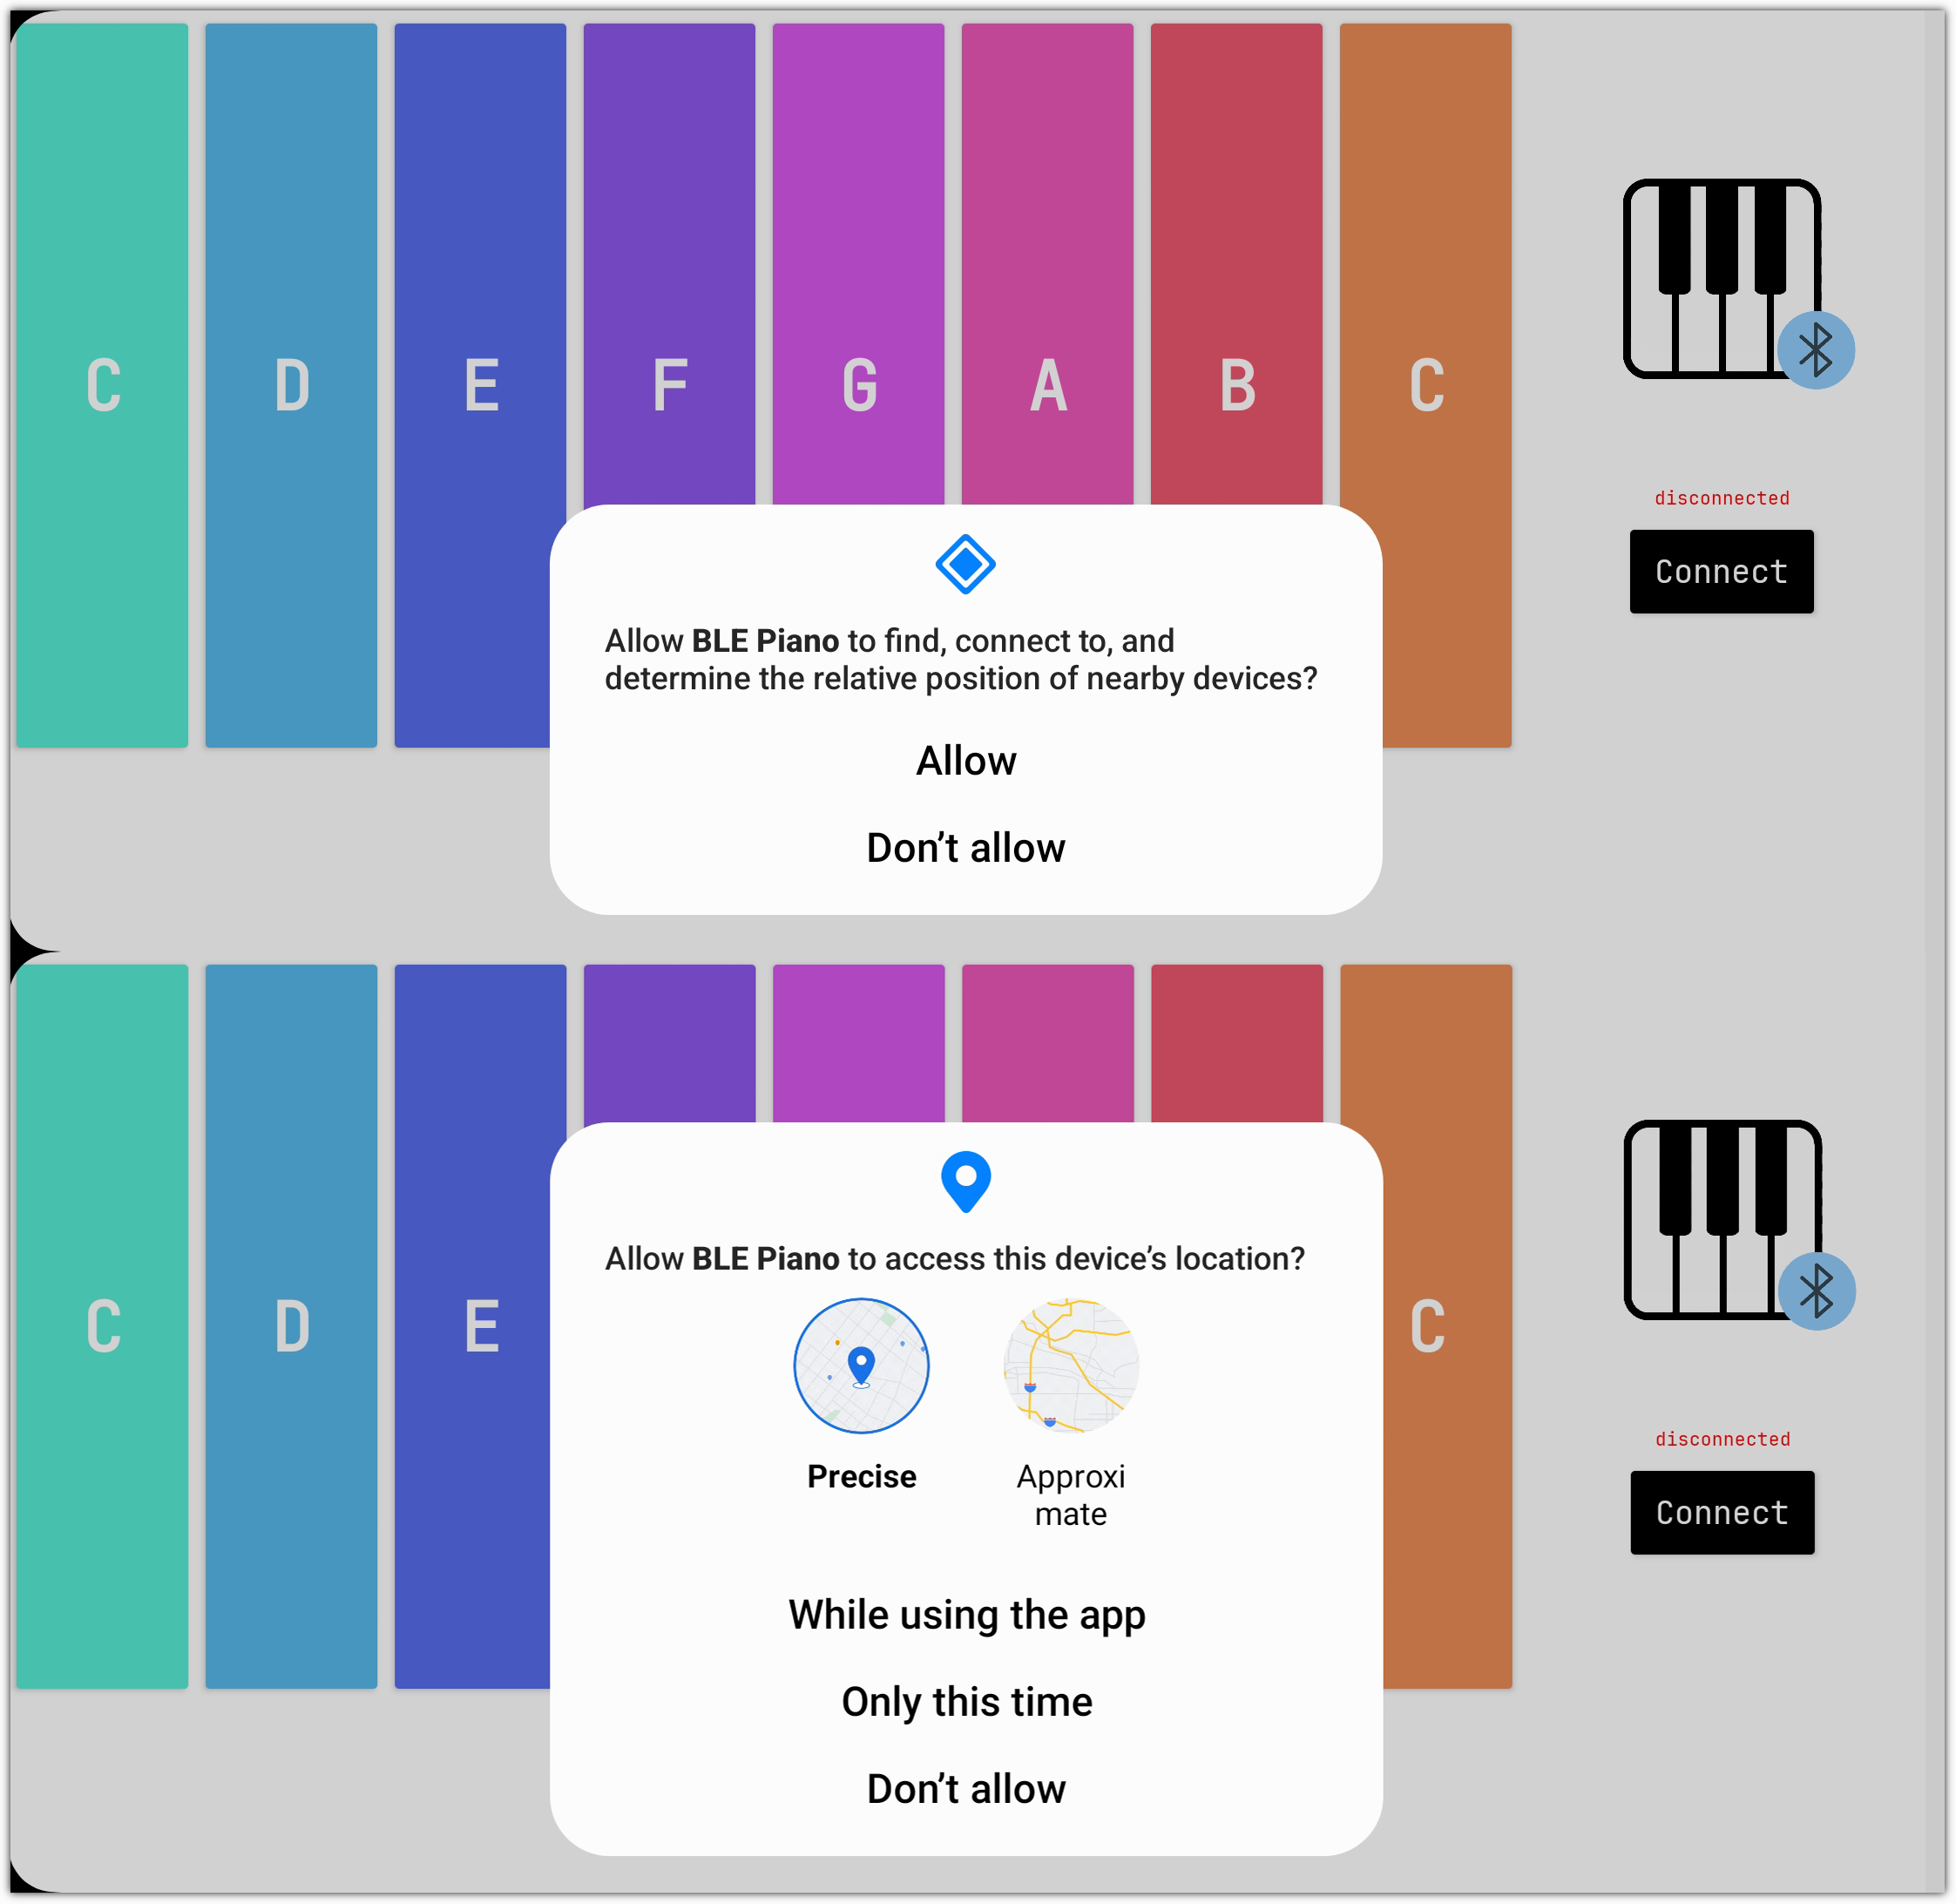 C D E F G A B C
disconnected
Connect
Allow BLE Piano to find, connect to, and
determine the relative position of nearby devices?
Allow
Don’t allow
C D E C
Allow BLE Piano to access this device’s location?
Precise
Approxi
mate
disconnected
Connect
While using the app
Only this time
Don’t allow